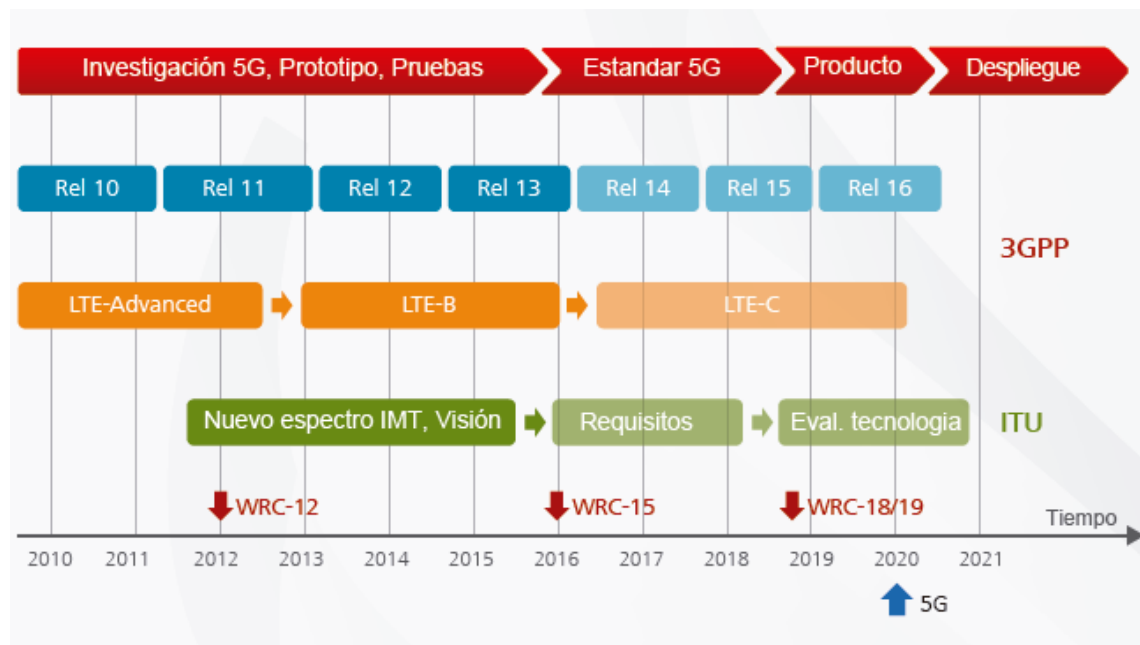 Investigación 5G, Prototipo, Pruebas
Estandar 5G
Producto
Despliegue
Rel 10
Rel 11
Rel 12
Rel 13
Rel 14
Rel 15
Rel 16
3GPP
LTE-Advanced
LTE-B
LTE-C
Nuevo espectro IMT, Visión
Requisitos
Eval. tecnologia
ITU
WRC-12
WRC-15
WRC-18/19
Tiempo
2010 2011 2012 2013 2014 2015 2016 2017 2018 2019 2020 2021
5G